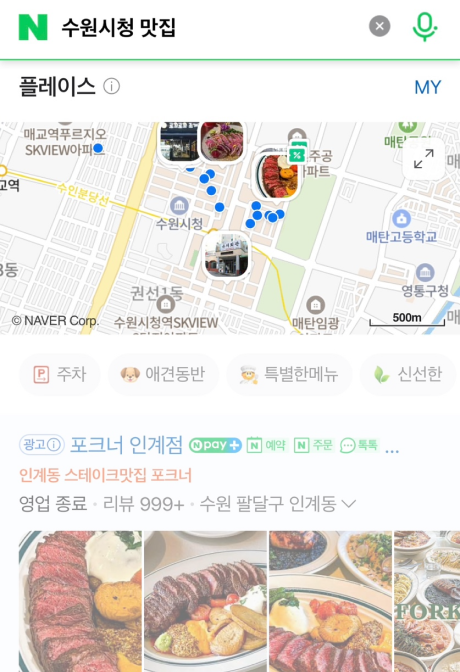 N 수원시청 맛집
플레이스
MY
매교역푸르지오
SKVIEW아파트
교역
수인분당선
수원시청
주공
아파트
매탄
매탄고등학교
영통구청
3동
권선1동
수원시청역SKVIEW
매탄임광
© NAVER Corp.
500m
P 주차
애견동반
특별한메뉴
신선한
광고 포크너 인계점 N pay+ N 예약 N 주문 톡톡 ...
인계동 스테이크맛집 포크너
영업 종료 · 리뷰 999+ · 수원 팔달구 인계동
FORK